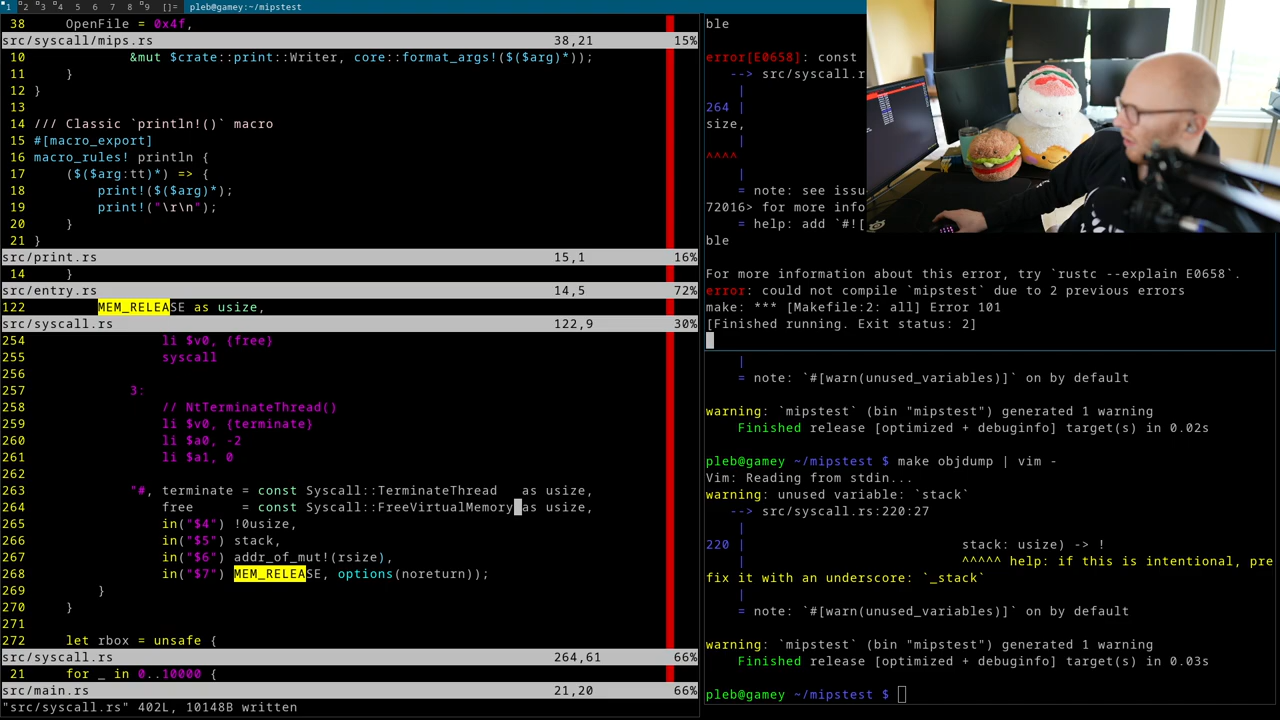 1 2 3 4 5 6 7 8 9 []= pleb@gamey:~/mipstest
38 OpenFile = 0x4f,
src/syscall/mips.rs 38,21 15%
10 &mut $crate::print::Writer, core::format_args!($($arg)*));
11 }
12 }
13
14 /// Classic `println!()` macro
15 #[macro_export]
16 macro_rules! println {
17 ($($arg:tt)*) => {
18 print!($($arg)*);
19 print!("\r\n");
20 }
21 }
src/print.rs 15,1 16%
14 }
src/entry.rs 14,5 72%
122 MEM_RELEASE as usize,
src/syscall.rs 122,9 30%
254 li $v0, {free}
255 syscall
256
257 3:
258 // NtTerminateThread()
259 li $v0, {terminate}
260 li $a0, -2
261 li $a1, 0
262
263 "#, terminate = const Syscall::TerminateThread as usize,
264 free = const Syscall::FreeVirtualMemory as usize,
265 in("$4") !0usize,
266 in("$5") stack,
267 in("$6") addr_of_mut!(rsize),
268 in("$7") MEM_RELEASE, options(noreturn));
269 }
270 }
271
272 let rbox = unsafe {
src/syscall.rs 264,61 66%
21 for _ in 0..10000 {
src/main.rs 21,20 66%
"src/syscall.rs" 402L, 10148B written
ble
error[E0658]: const
--> src/syscall.r
|
264 |
size,
|
^^^^
|
= note: see issu
72016> for more info
= help: add `#![
ble
For more information about this error, try `rustc --explain E0658`.
error: could not compile `mipstest` due to 2 previous errors
make: *** [Makefile:2: all] Error 101
[Finished running. Exit status: 2]
|
= note: `#[warn(unused_variables)]` on by default
warning: `mipstest` (bin "mipstest") generated 1 warning
Finished release [optimized + debuginfo] target(s) in 0.02s
pleb@gamey ~/mipstest $ make objdump | vim -
Vim: Reading from stdin...
warning: unused variable: `stack`
--> src/syscall.rs:220:27
|
220 | stack: usize) -> !
| ^^^^^ help: if this is intentional, pre
fix it with an underscore: `_stack`
|
= note: `#[warn(unused_variables)]` on by default
warning: `mipstest` (bin "mipstest") generated 1 warning
Finished release [optimized + debuginfo] target(s) in 0.03s
pleb@gamey ~/mipstest $